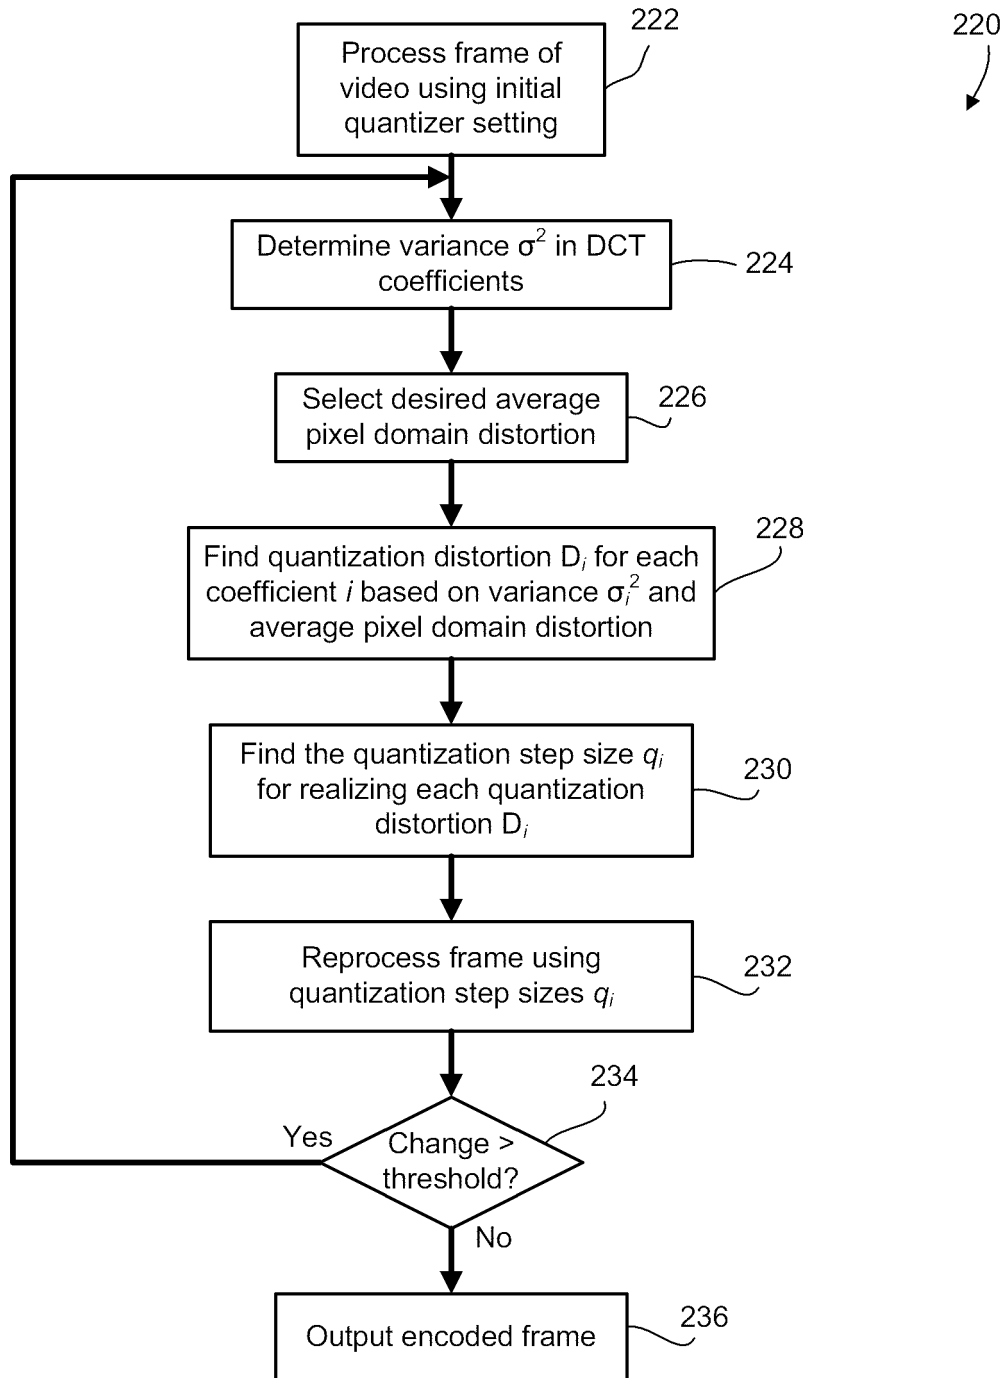 222
220
Process frame of
video using initial
quantizer setting
Determine variance σ² in DCT
coefficients
224
Select desired average
pixel domain distortion
226
228
Find quantization distortion Dᵢ for each
coefficient i based on variance σᵢ² and
average pixel domain distortion
Find the quantization step size qᵢ
for realizing each quantization
distortion Dᵢ
230
Reprocess frame using
quantization step sizes qᵢ
232
234
Yes
Change >
threshold?
No
Output encoded frame
236